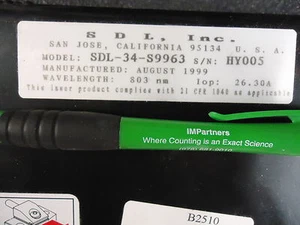 S D L, Inc.
SAN JOSE, CALIFORNIA 95134 U. S. A.
MODEL: SDL-34-S9963 S/N: HY005
MANUFACTURED: AUGUST 1999
WAVELENGTH: 803 nm Iop: 26.30A
This laser product complies with 21 CFR 1040 as applicable
IMPartners
Where Counting is an Exact Science
B2510